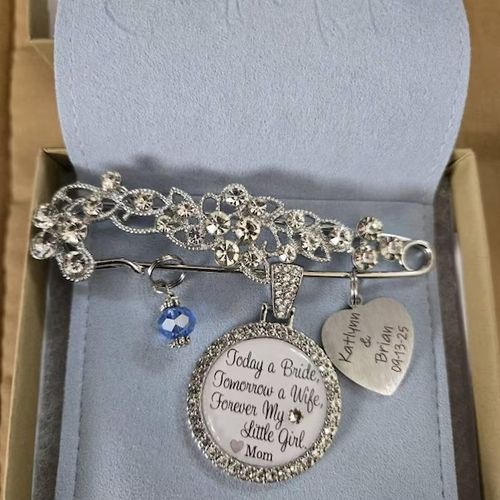 Today a Bride,
Tomorrow a Wife,
Forever My
Little Girl.
Mom
Katlynn
&
Brian
09-13-25